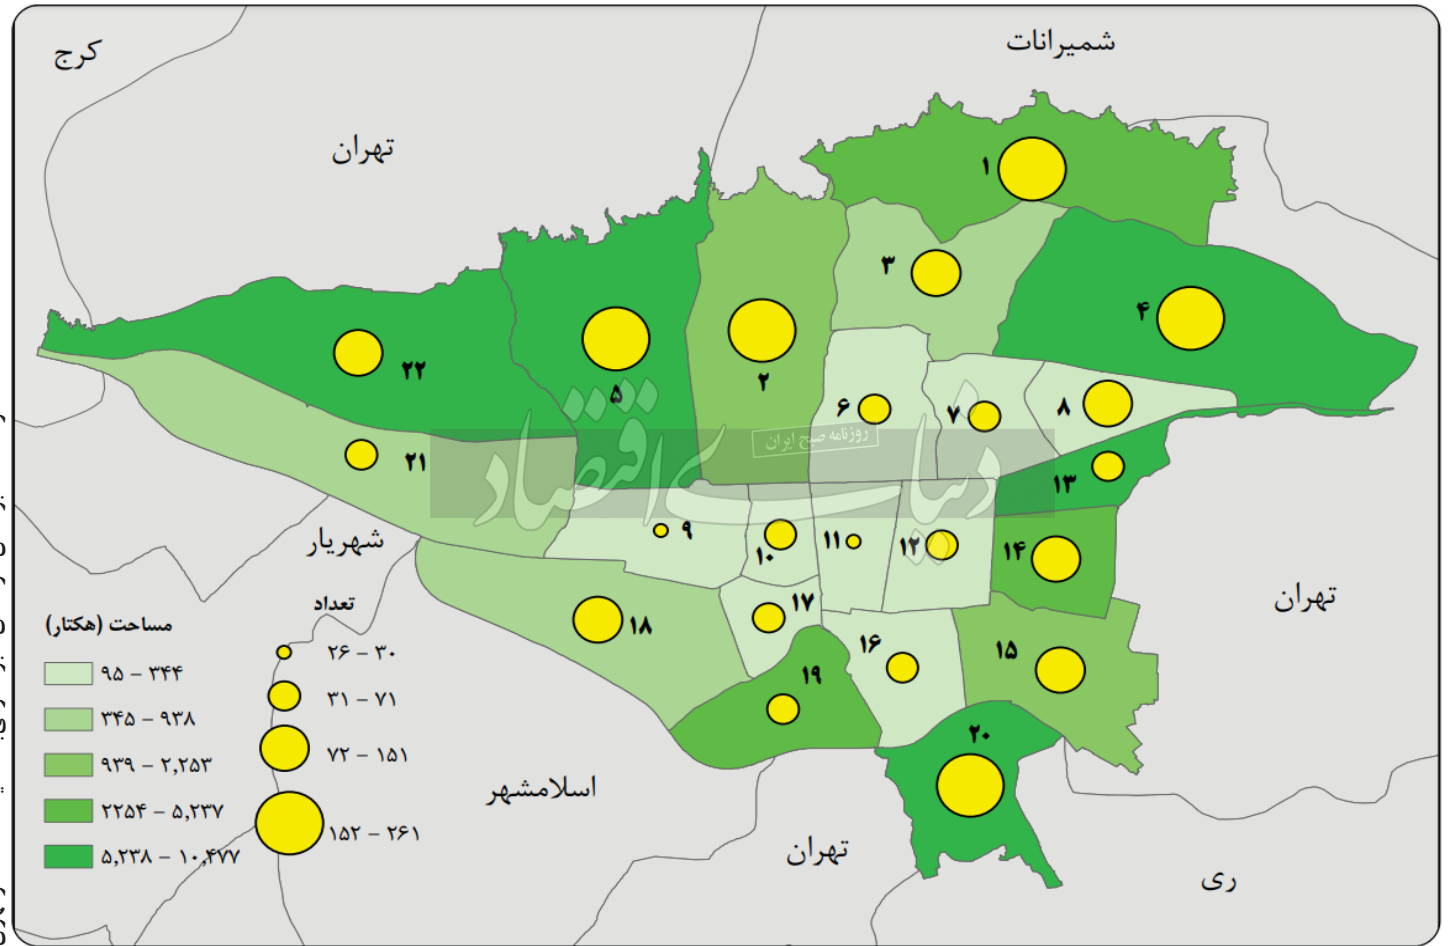 کرج
شمیرانات
تهران
۱
۳
۴
۲۲
۵
۲
۶
۷
۸
۲۱
روزنامه صبح ایران
دنیای اقتصاد
۱۳
۹
۱۰
۱۱
۱۲
۱۴
شهریار
تهران
۱۸
۱۷
۱۶
۱۵
۱۹
۲۰
اسلامشهر
تهران
ری
مساحت (هکتار)
۹۵ – ۳۴۴
۳۴۵ – ۹۳۸
۹۳۹ – ۲,۲۵۳
۲۲۵۴ – ۵,۲۳۷
۵,۲۳۸ – ۱۰,۴۷۷
تعداد
۲۶ – ۳۰
۳۱ – ۷۱
۷۲ – ۱۵۱
۱۵۲ – ۲۶۱